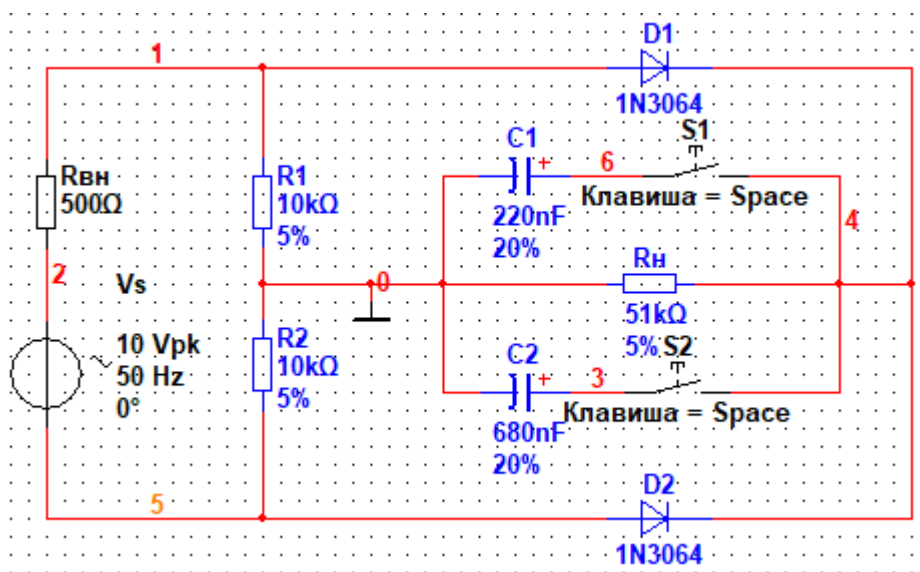 1
D1
1N3064
C1
+
6
S1
Rвн
500Ω
R1
10kΩ
5%
220nF
20%
Клавиша = Space
4
2
Vs
0
Rн
51kΩ
5%
S2
10 Vpk
50 Hz
0°
R2
10kΩ
5%
C2
+
3
680nF
20%
Клавиша = Space
5
D2
1N3064